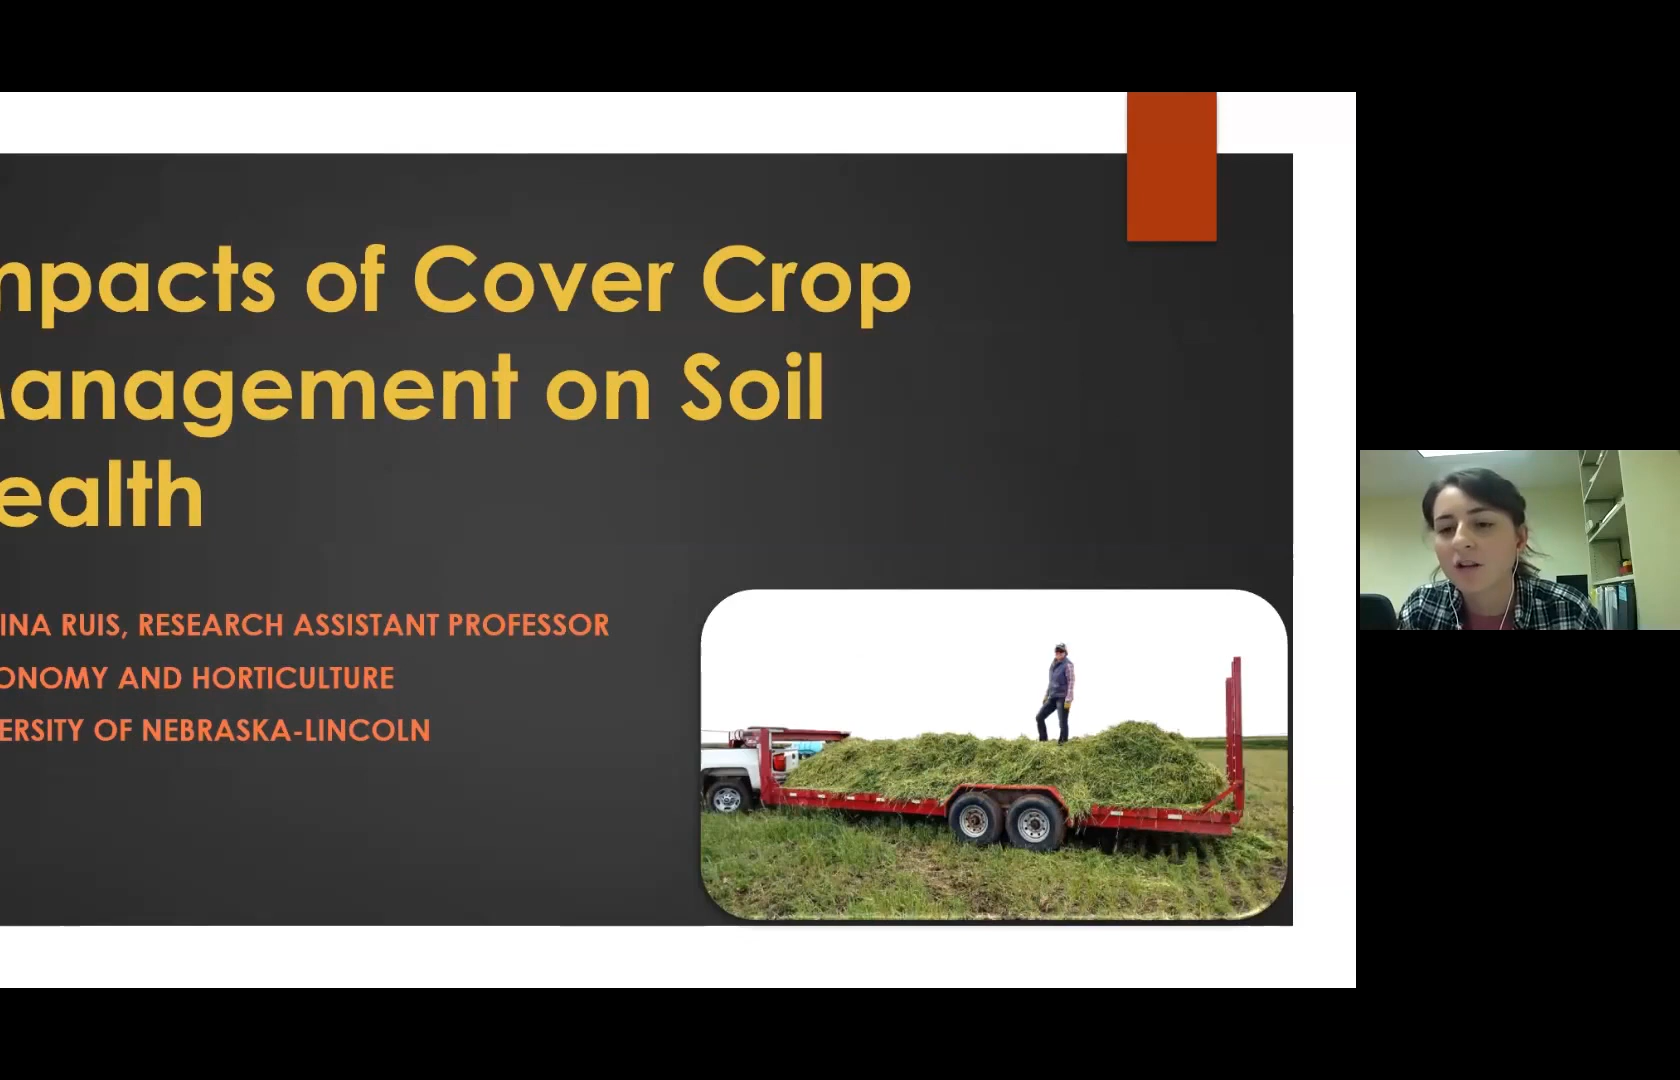 mpacts of Cover Crop
anagement on Soil
ealth
INA RUIS, RESEARCH ASSISTANT PROFESSOR
ONOMY AND HORTICULTURE
ERSITY OF NEBRASKA-LINCOLN